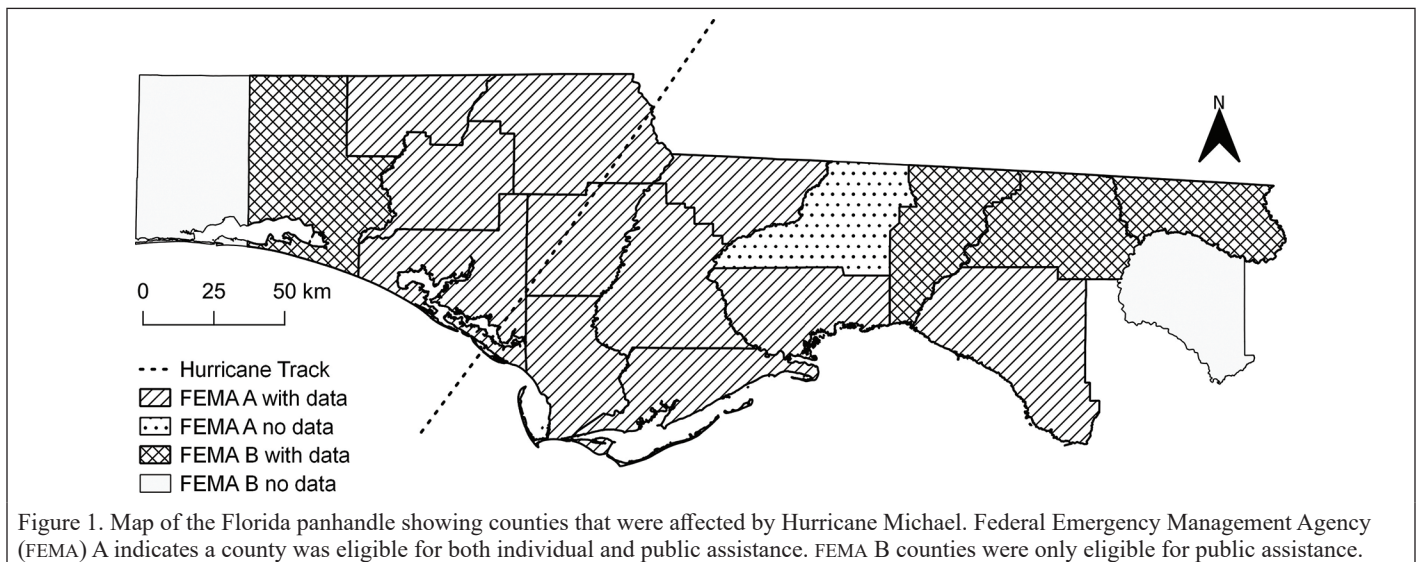 N
0 25 50 km
Hurricane Track
FEMA A with data
FEMA A no data
FEMA B with data
FEMA B no data
Figure 1. Map of the Florida panhandle showing counties that were affected by Hurricane Michael. Federal Emergency Management Agency
(FEMA) A indicates a county was eligible for both individual and public assistance. FEMA B counties were only eligible for public assistance.